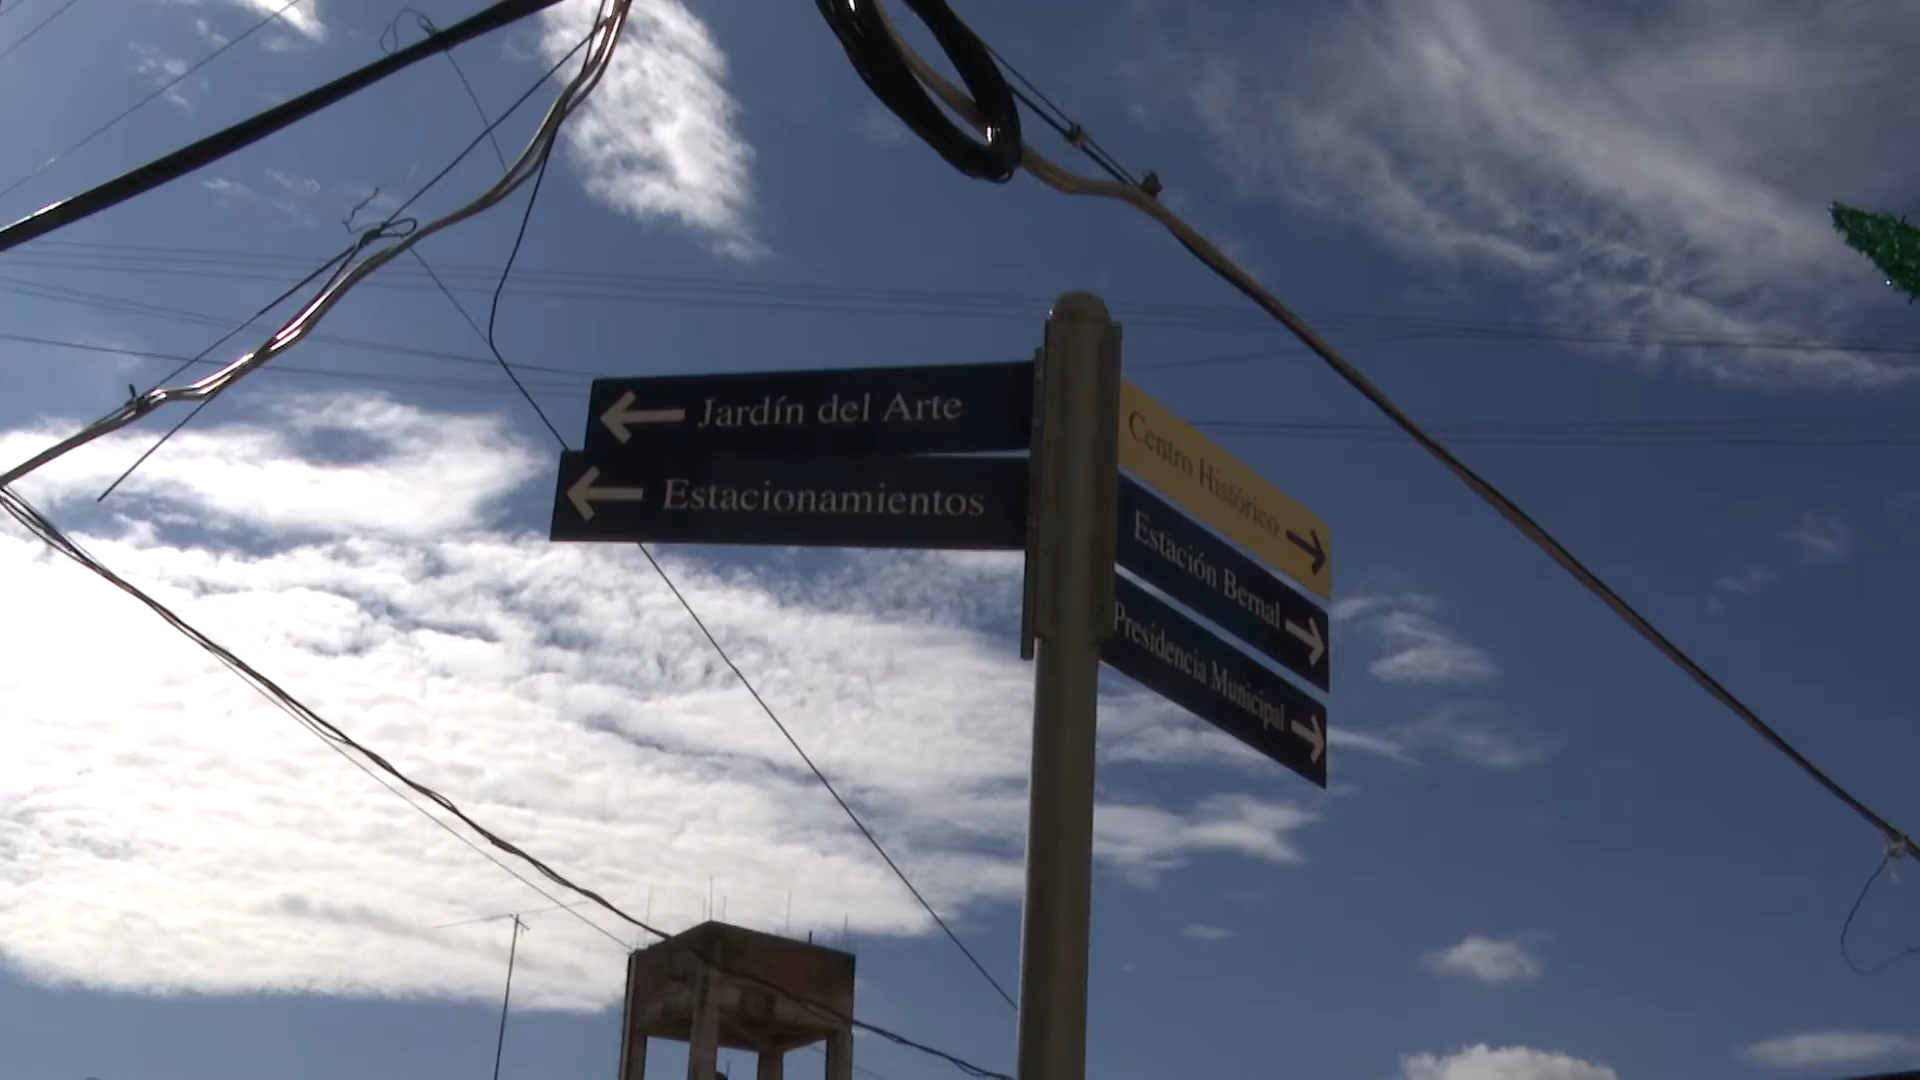 Jardín del Arte
Estacionamientos
Centro Histórico
Estación Bernal
Presidencia Municipal